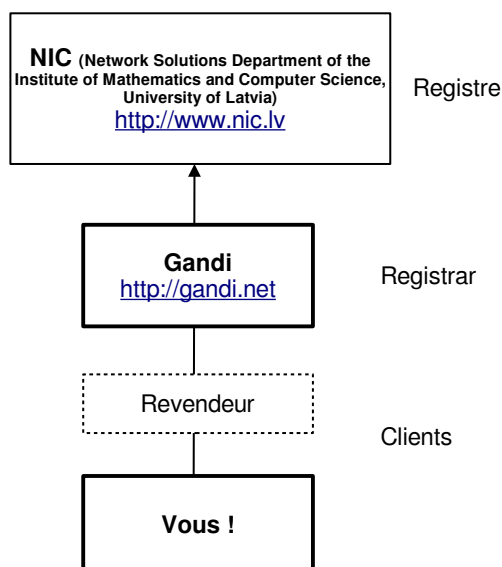 NIC (Network Solutions Department of the
Institute of Mathematics and Computer Science,
University of Latvia)
http://www.nic.lv
Registre
Gandi
http://gandi.net
Registrar
Revendeur
Clients
Vous !